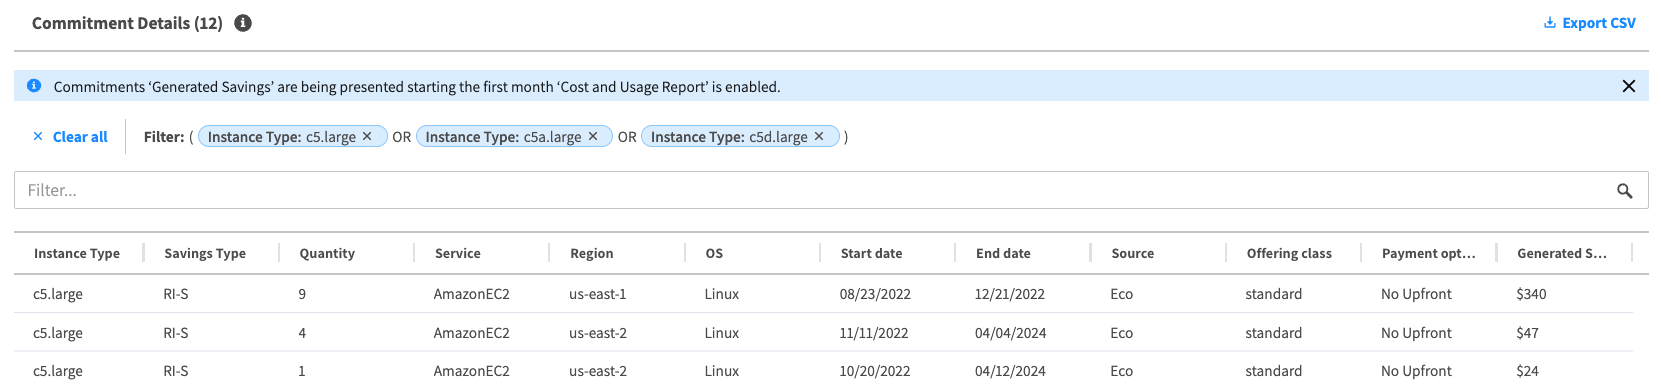 Commitment Details (12)
Export CSV
Commitments ‘Generated Savings’ are being presented starting the first month ‘Cost and Usage Report’ is enabled.
Clear all Filter: ( Instance Type: c5.large × OR Instance Type: c5a.large × OR Instance Type: c5d.large × )
Filter...
Instance Type Savings Type Quantity Service Region OS Start date End date Source Offering class Payment opt... Generated S...
c5.large RI-S 9 AmazonEC2 us-east-1 Linux 08/23/2022 12/21/2022 Eco standard No Upfront $340
c5.large RI-S 4 AmazonEC2 us-east-2 Linux 11/11/2022 04/04/2024 Eco standard No Upfront $47
c5.large RI-S 1 AmazonEC2 us-east-2 Linux 10/20/2022 04/12/2024 Eco standard No Upfront $24